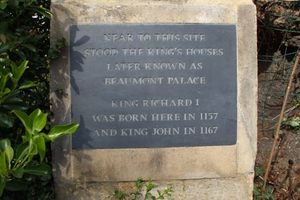 NEAR TO THIS SITE
STOOD THE KING'S HOUSES
LATER KNOWN AS
BEAUMONT PALACE
KING RICHARD I
WAS BORN HERE IN 1157
AND KING JOHN IN 1167